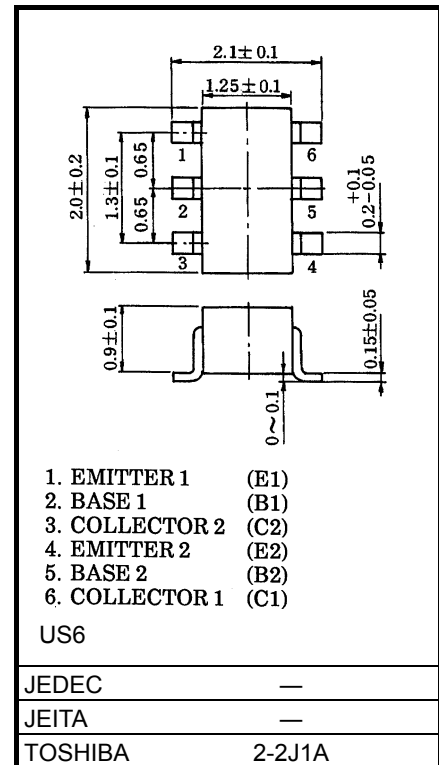 2.1± 0.1
1.25± 0.1
1
6
2
5
3
4
2.0± 0.2
1.3± 0.1
0.65
0.65
+0.1
0.2-0.05
0.9± 0.1
0.15±0.05
0~0.1
1. EMITTER 1 (E1)
2. BASE 1 (B1)
3. COLLECTOR 2 (C2)
4. EMITTER 2 (E2)
5. BASE 2 (B2)
6. COLLECTOR 1 (C1)
US6
JEDEC —
JEITA —
TOSHIBA 2-2J1A